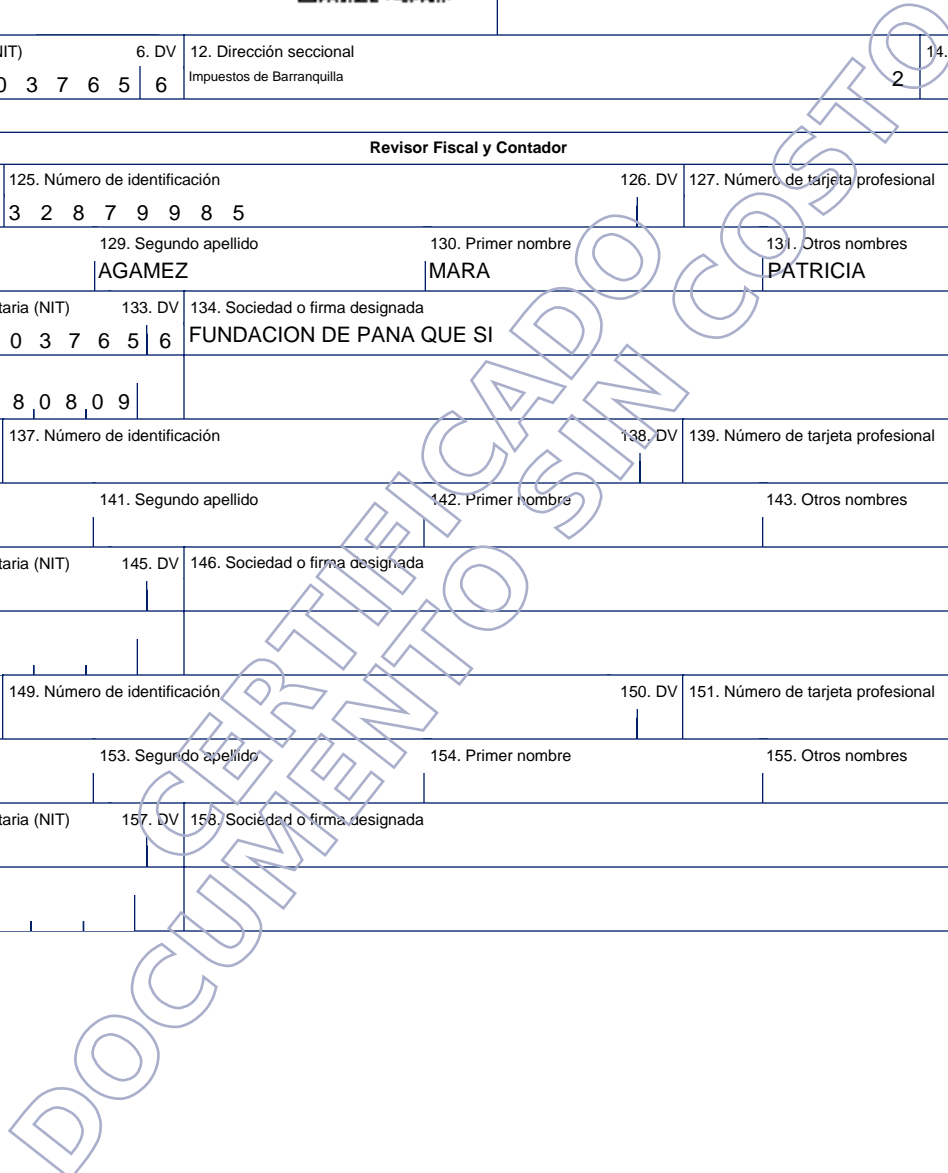 IT) 6. DV 12. Dirección seccional 14.
3 7 6 5 6 Impuestos de Barranquilla 2
Revisor Fiscal y Contador
125. Número de identificación 126. DV 127. Número de tarjeta profesional
3 2 8 7 9 9 8 5
129. Segundo apellido 130. Primer nombre 131. Otros nombres
AGAMEZ MARA PATRICIA
taria (NIT) 133. DV 134. Sociedad o firma designada
0 3 7 6 5 6 FUNDACION DE PANA QUE SI
8 0 8 0 9
137. Número de identificación 138. DV 139. Número de tarjeta profesional
141. Segundo apellido 142. Primer nombre 143. Otros nombres
taria (NIT) 145. DV 146. Sociedad o firma designada
149. Número de identificación 150. DV 151. Número de tarjeta profesional
153. Segundo apellido 154. Primer nombre 155. Otros nombres
taria (NIT) 157. DV 158. Sociedad o firma designada
CERTIFICADO
DOCUMENTO SIN COSTO